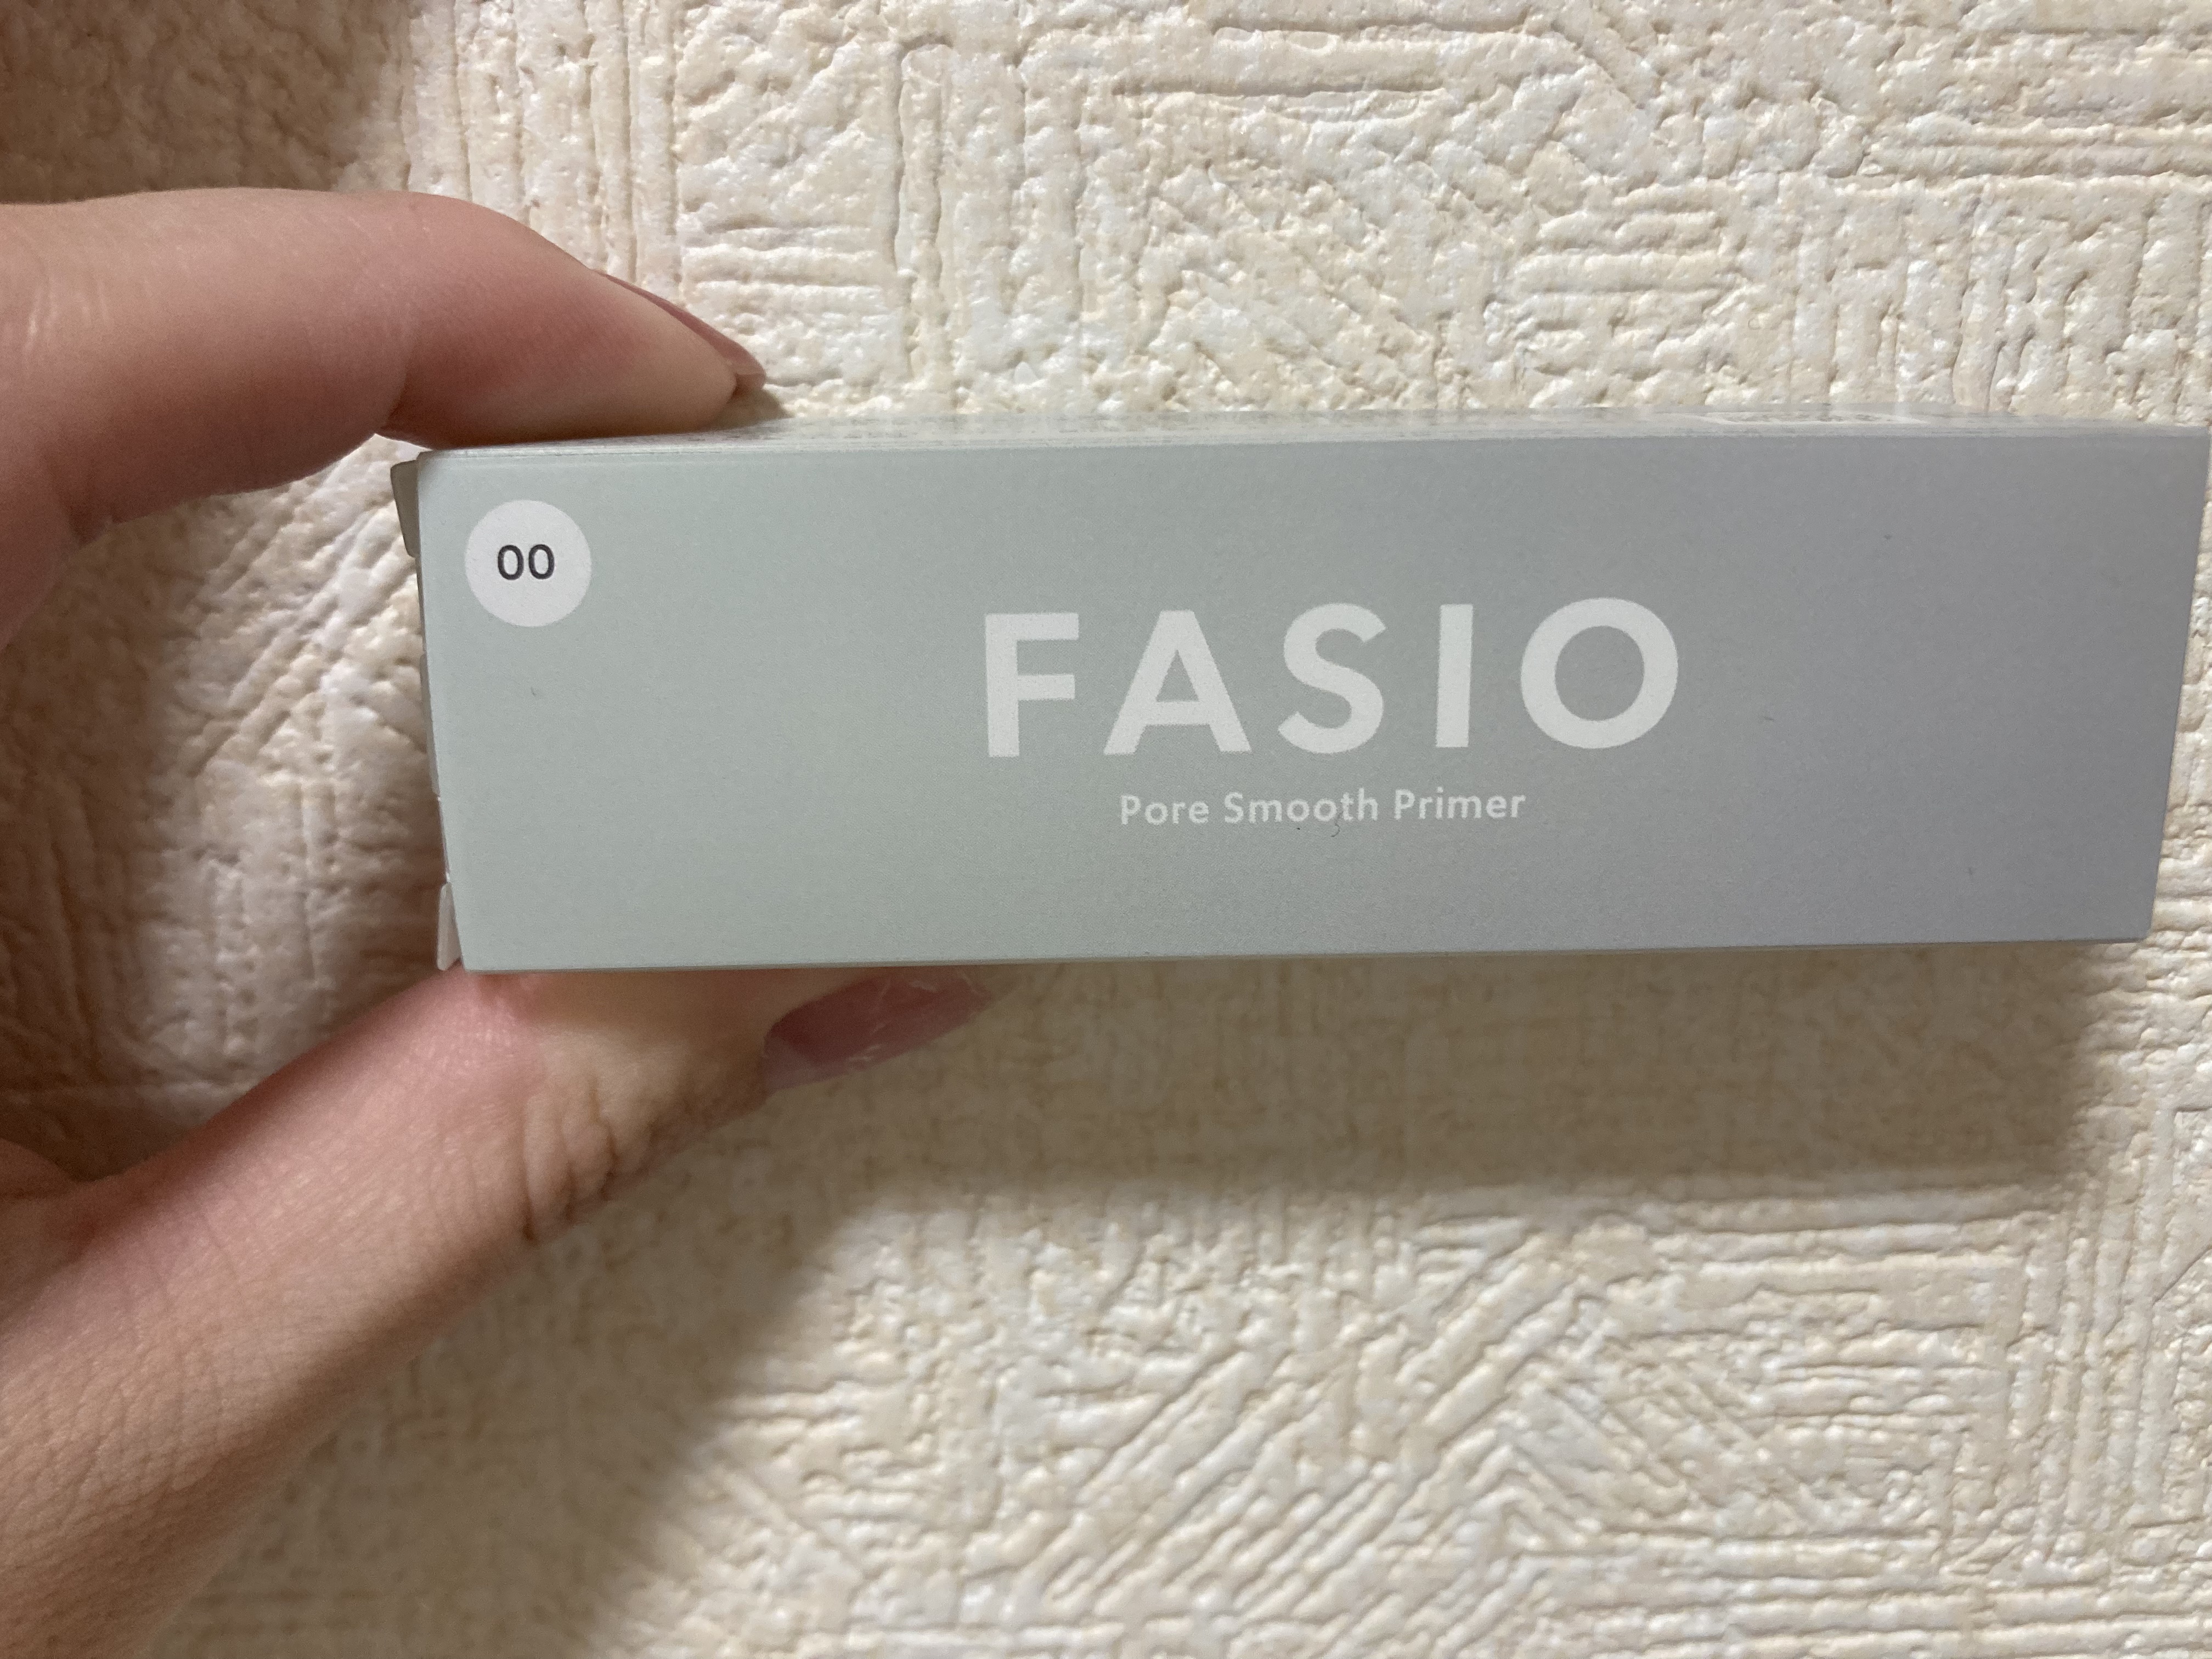 00
FASIO
Pore Smooth Primer